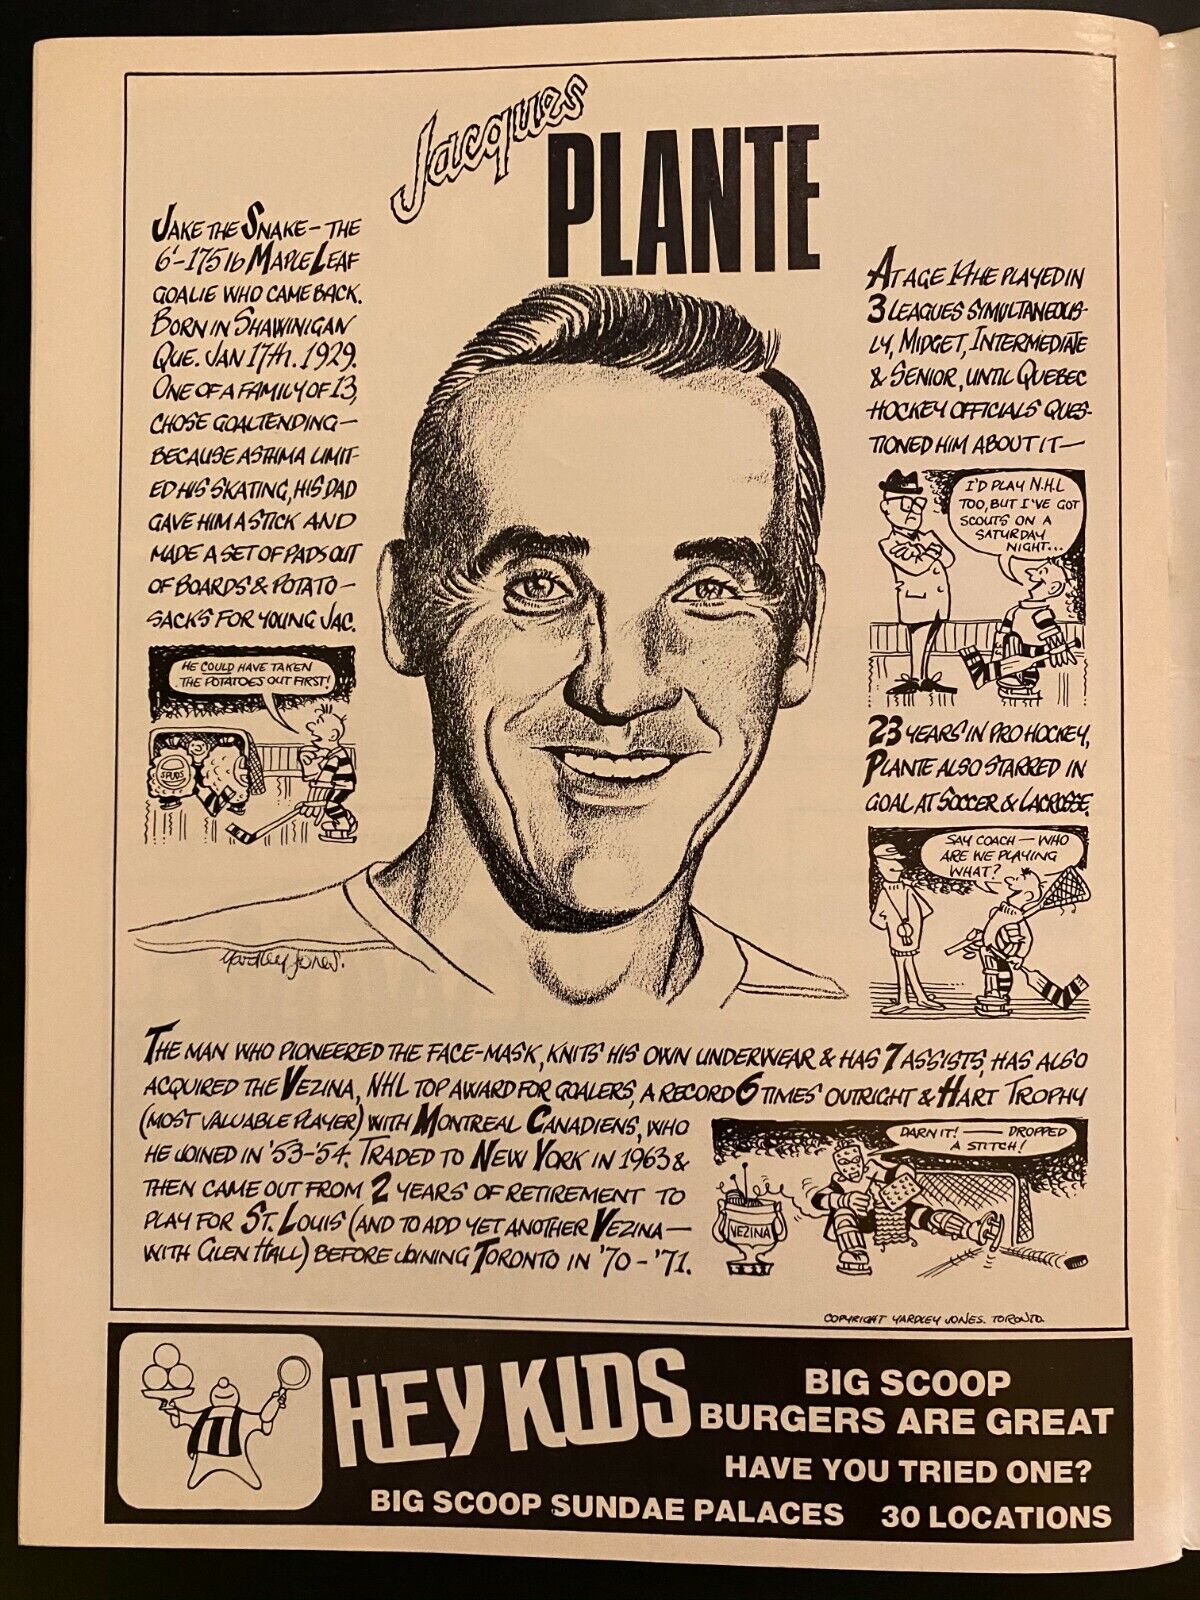 Jacques
PLANTE
JAKE THE SNAKE – THE
6'–175 lb MAPLE LEAF
GOALIE WHO CAME BACK.
BORN IN SHAWINIGAN
QUE. JAN 17TH. 1929.
ONE OF A FAMILY OF 13,
CHOSE GOALTENDING –
BECAUSE ASTHMA LIMIT-
ED HIS SKATING, HIS DAD
GAVE HIM A STICK AND
MADE A SET OF PADS OUT
OF BOARDS & POTATO –
SACKS FOR YOUNG JAC.
HE COULD HAVE TAKEN
THE POTATOES OUT FIRST!
SPUDS
AT AGE 14 HE PLAYED IN
3 LEAGUES SYMULTANEOUS-
LY, MIDGET, INTERMEDIATE
& SENIOR, UNTIL QUEBEC
HOCKEY OFFICIALS QUES-
TIONED HIM ABOUT IT –
I'D PLAY N.H.L
TOO, BUT I'VE GOT
SCOUTS ON A
SATURDAY
NIGHT...
23 YEARS IN PRO HOCKEY,
PLANTE ALSO STARRED IN
GOAL AT SOCCER & LACROSSE.
SAY COACH – WHO
ARE WE PLAYING
WHAT?
Yardley Jones.
THE MAN WHO PIONEERED THE FACE-MASK, KNITS HIS OWN UNDERWEAR & HAS 7 ASSISTS, HAS ALSO
ACQUIRED THE VEZINA, NHL TOP AWARD FOR GOALERS, A RECORD 6 TIMES OUTRIGHT & HART TROPHY
(MOST VALUABLE PLAYER) WITH MONTREAL CANADIENS, WHO
HE JOINED IN '53-'54. TRADED TO NEW YORK IN 1963 &
THEN CAME OUT FROM 2 YEARS OF RETIREMENT TO
PLAY FOR ST. LOUIS (AND TO ADD YET ANOTHER VEZINA –
WITH GLEN HALL) BEFORE JOINING TORONTO IN '70 – '71.
DARN IT! — DROPPED
A STITCH!
VEZINA
COPYRIGHT YARDLEY JONES. TORONTO.
HEY KIDS
BIG SCOOP
BURGERS ARE GREAT
HAVE YOU TRIED ONE?
BIG SCOOP SUNDAE PALACES 30 LOCATIONS